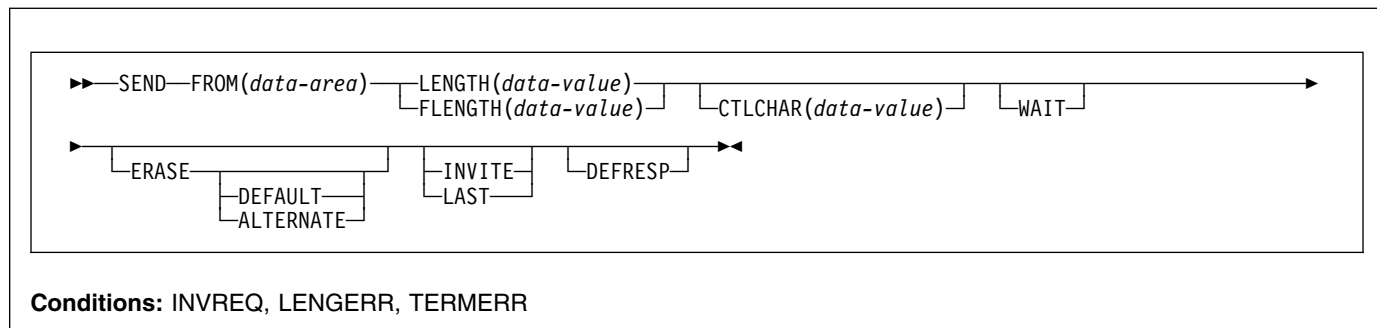 SEND FROM(data-area) LENGTH(data-value) CTLCHAR(data-value) WAIT
FLENGTH(data-value)
ERASE DEFAULT INVITE DEFRESP
ALTERNATE LAST
Conditions: INVREQ, LENGERR, TERMERR